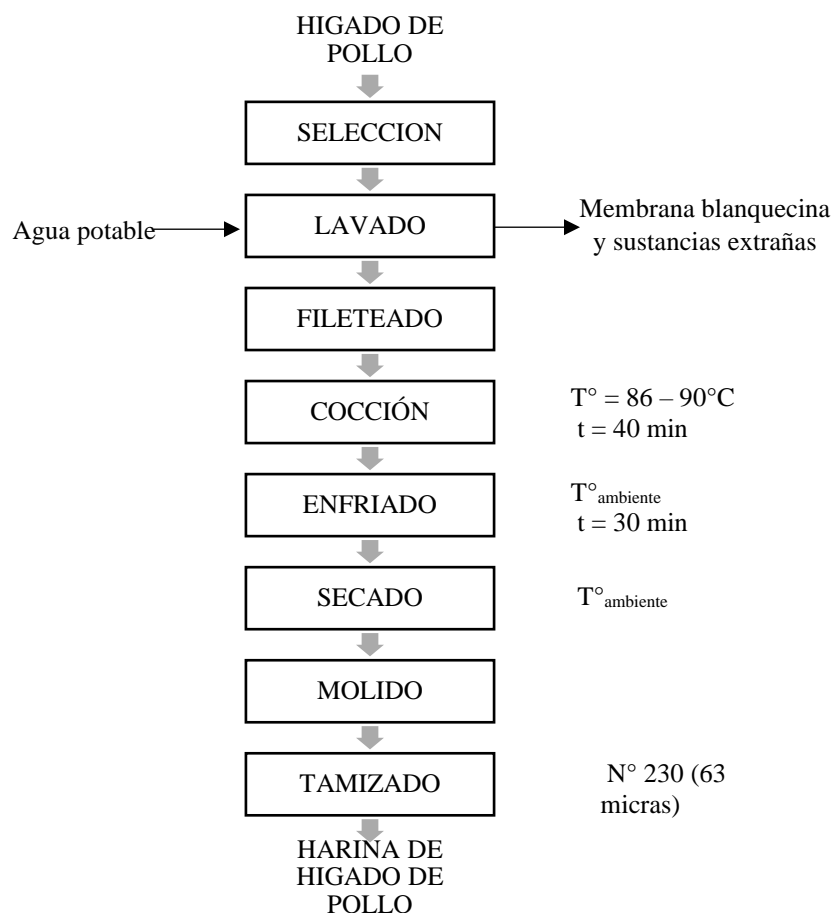 HIGADO DE
POLLO
SELECCION
Agua potable
LAVADO
Membrana blanquecina
y sustancias extrañas
FILETEADO
COCCIÓN
T° = 86 – 90°C
t = 40 min
ENFRIADO
T°ambiente
t = 30 min
SECADO
T°ambiente
MOLIDO
TAMIZADO
N° 230 (63
micras)
HARINA DE
HIGADO DE
POLLO